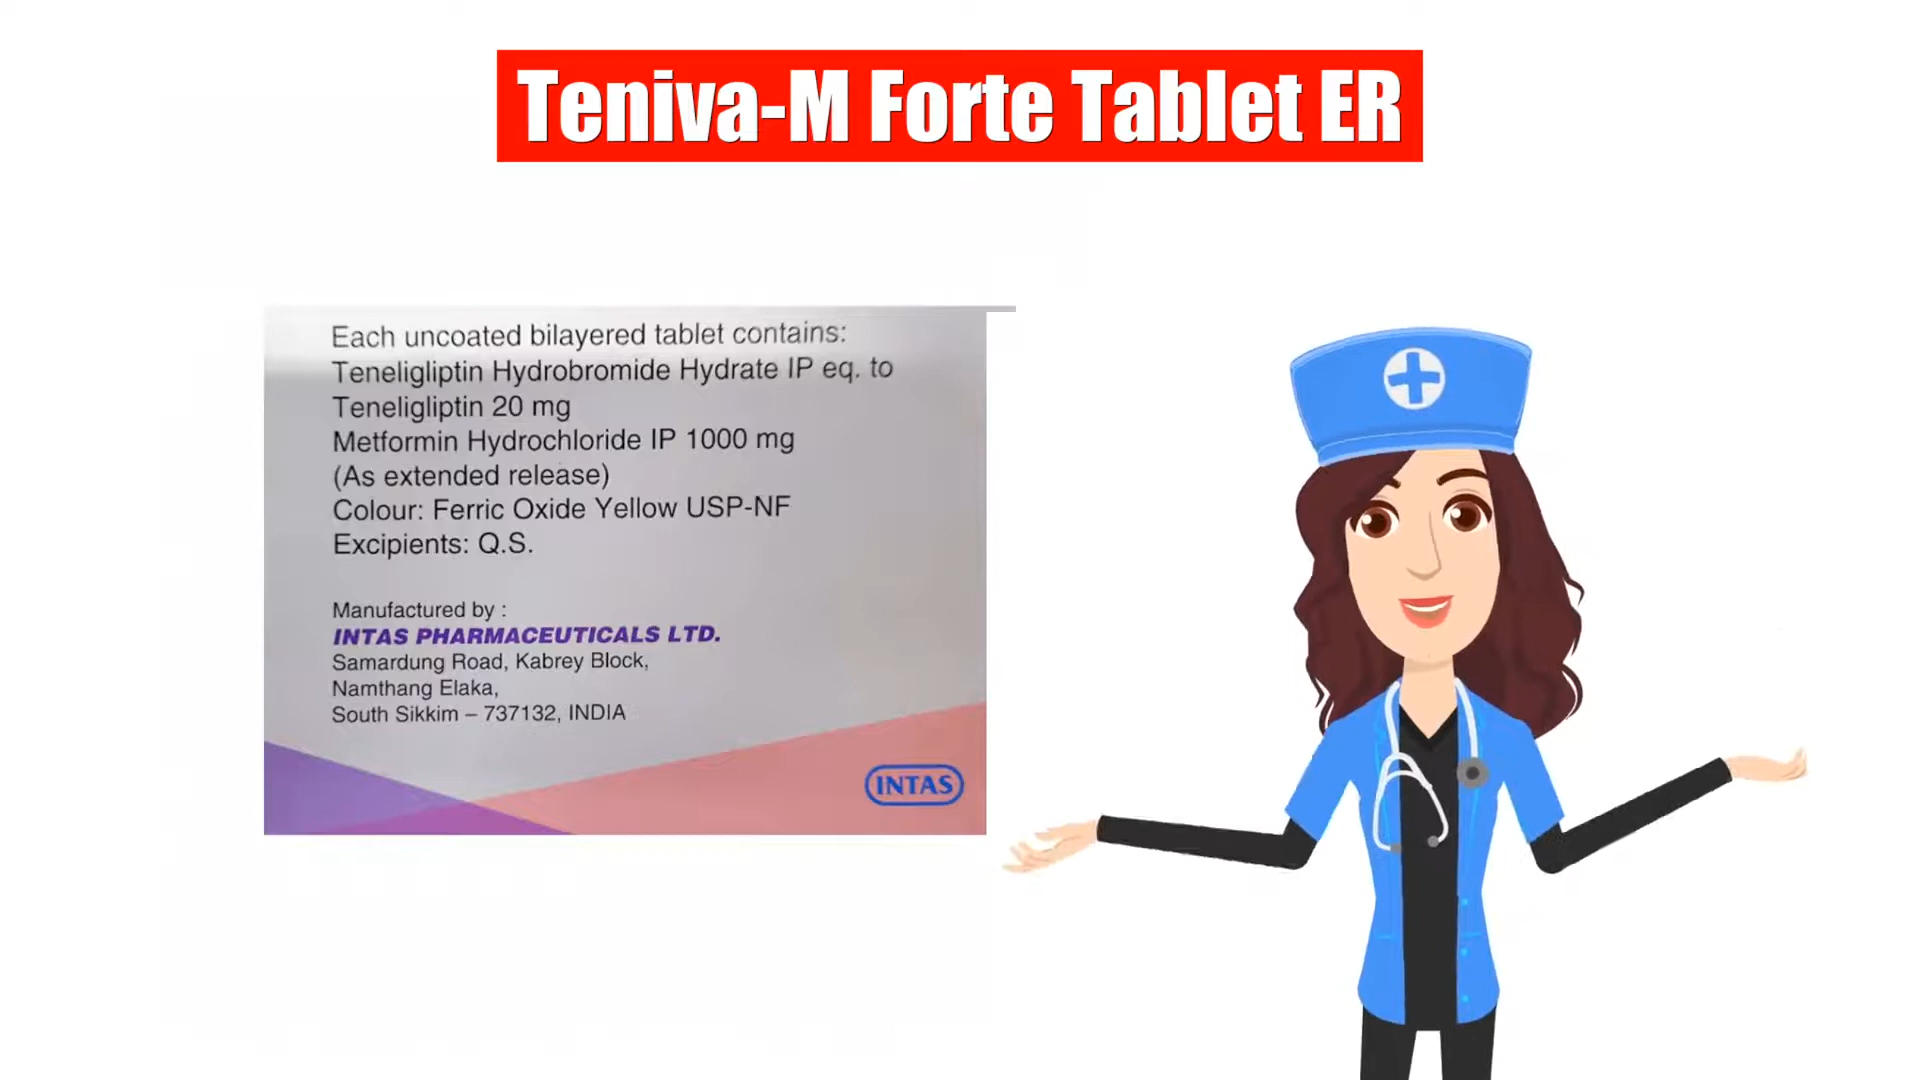 Teniva-M Forte Tablet ER
Each uncoated bilayered tablet contains:
Teneligliptin Hydrobromide Hydrate IP eq. to
Teneligliptin 20 mg
Metformin Hydrochloride IP 1000 mg
(As extended release)
Colour: Ferric Oxide Yellow USP-NF
Excipients: Q.S.
Manufactured by :
INTAS PHARMACEUTICALS LTD.
Samardung Road, Kabrey Block,
Namthang Elaka,
South Sikkim – 737132, INDIA
INTAS